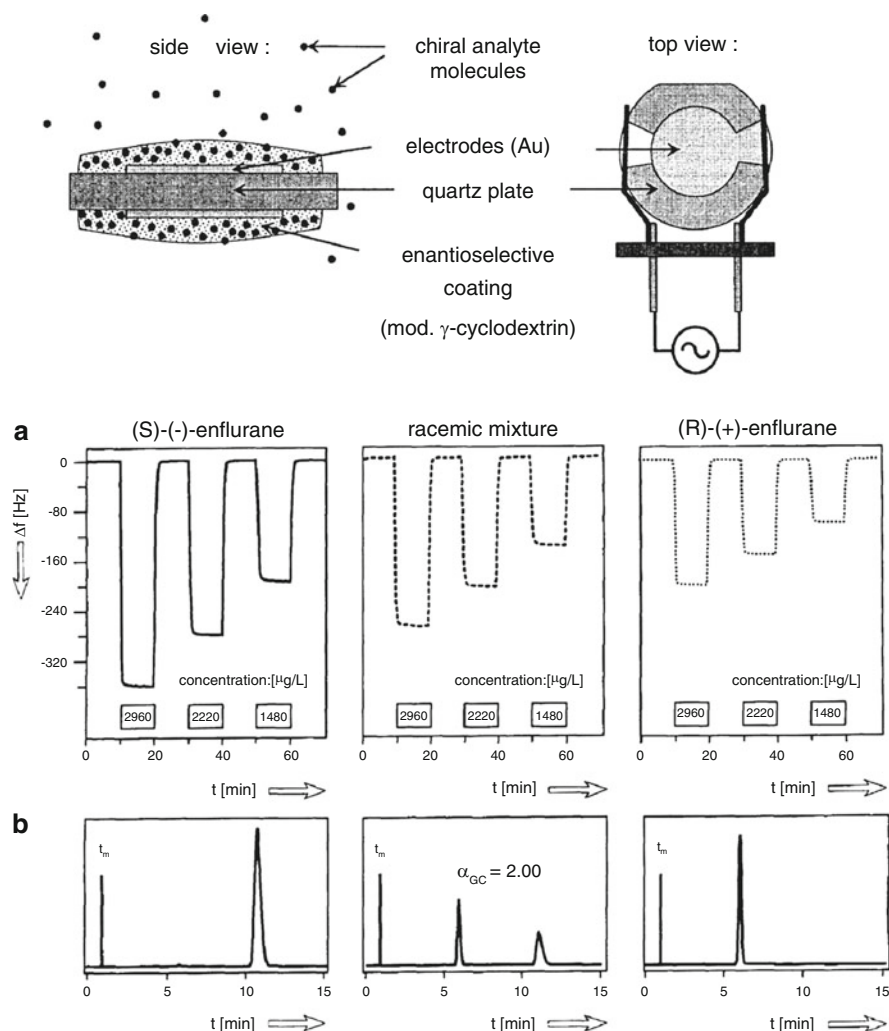 side view :
chiral analyte
molecules
top view :
electrodes (Au)
quartz plate
enantioselective
coating
(mod. γ-cyclodextrin)
a
(S)-(-)-enflurane
racemic mixture
(R)-(+)-enflurane
Δf [Hz]
0
-80
-160
-240
-320
concentration:[μg/L]
2960
2220
1480
concentration:[μg/L]
2960
2220
1480
concentration:[μg/L]
2960
2220
1480
0 20 40 60
0 20 40 60
0 20 40 60
t [min]
t [min]
t [min]
b
tm
tm
αGC = 2.00
tm
0 5 10 15
0 5 10 15
0 5 10 15
t [min]
t [min]
t [min]